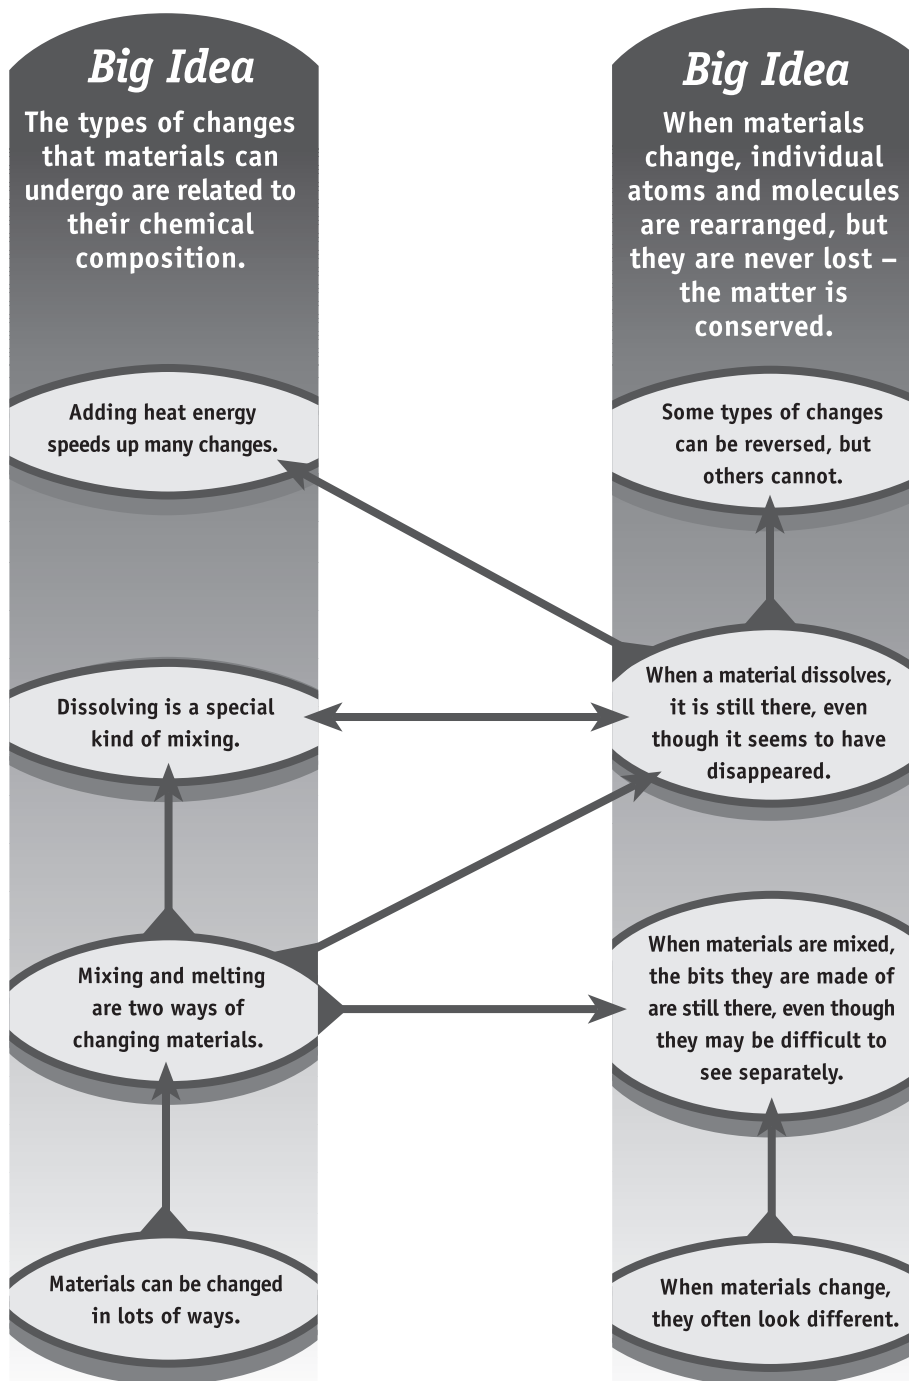 Big Idea
The types of changes
that materials can
undergo are related to
their chemical
composition.
Adding heat energy
speeds up many changes.
Dissolving is a special
kind of mixing.
Mixing and melting
are two ways of
changing materials.
Materials can be changed
in lots of ways.
Big Idea
When materials
change, individual
atoms and molecules
are rearranged, but
they are never lost –
the matter is
conserved.
Some types of changes
can be reversed, but
others cannot.
When a material dissolves,
it is still there, even
though it seems to have
disappeared.
When materials are mixed,
the bits they are made of
are still there, even though
they may be difficult to
see separately.
When materials change,
they often look different.